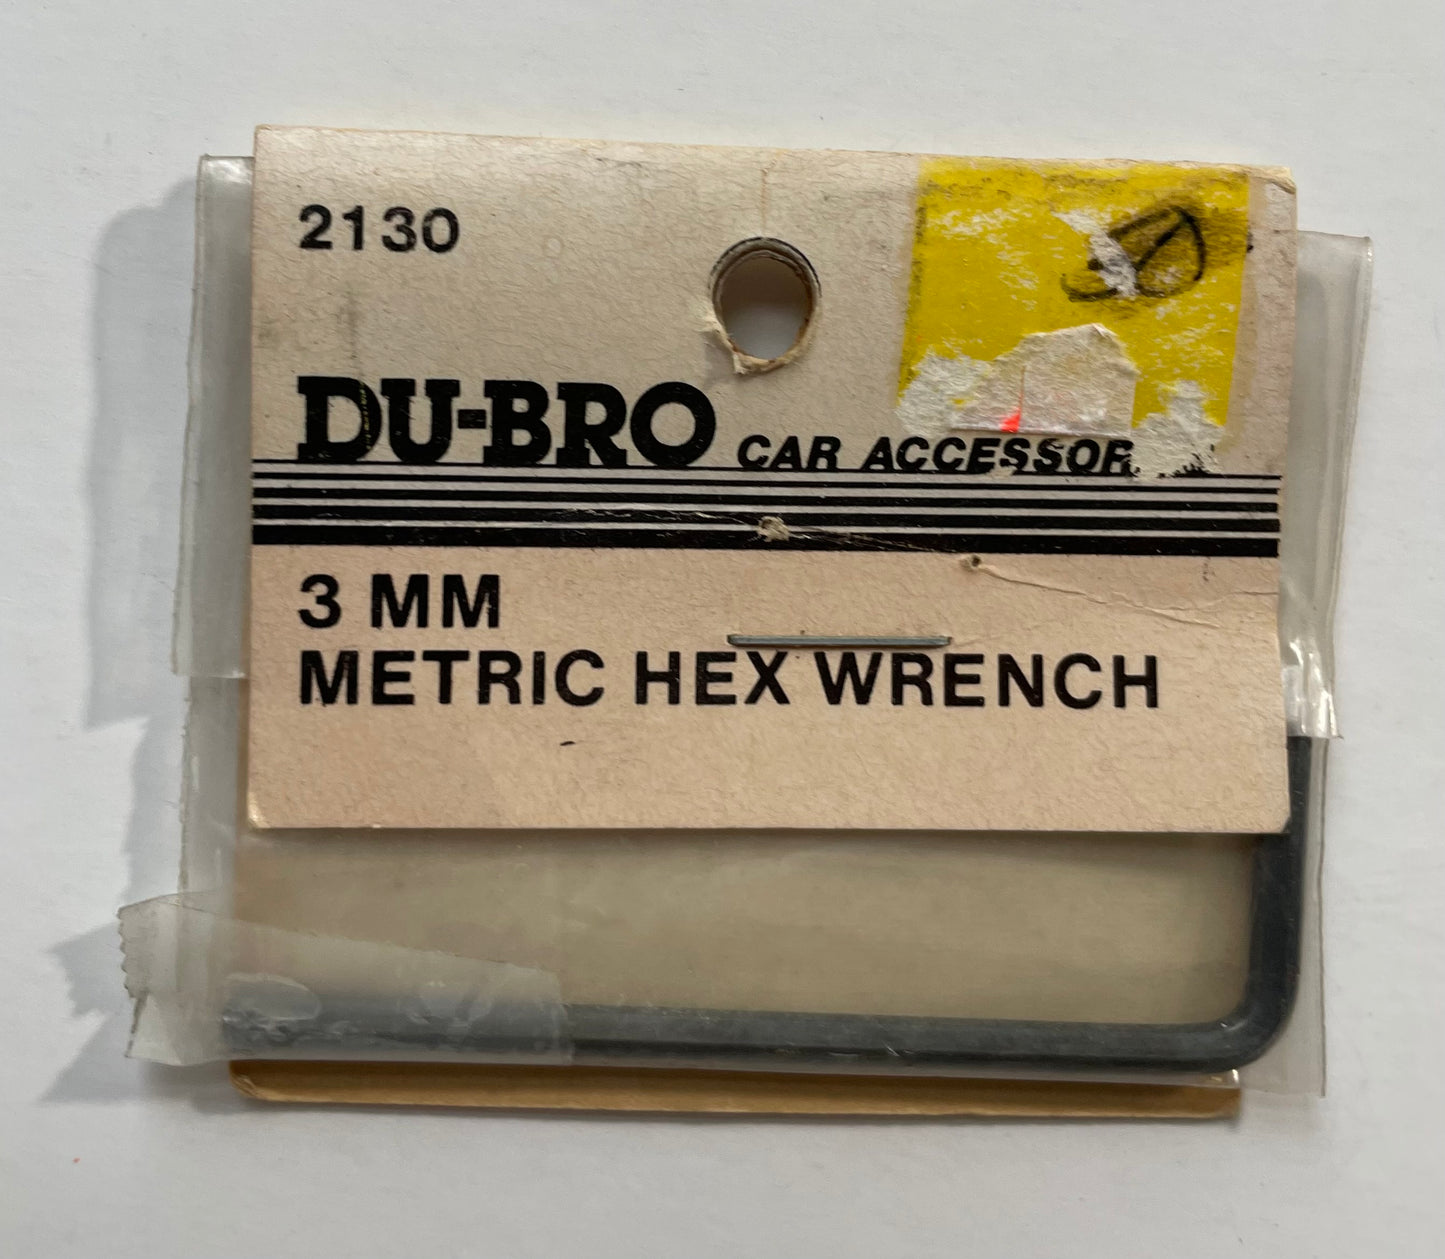 2130
DU-BRO CAR ACCESSOR
3 MM
METRIC HEX WRENCH